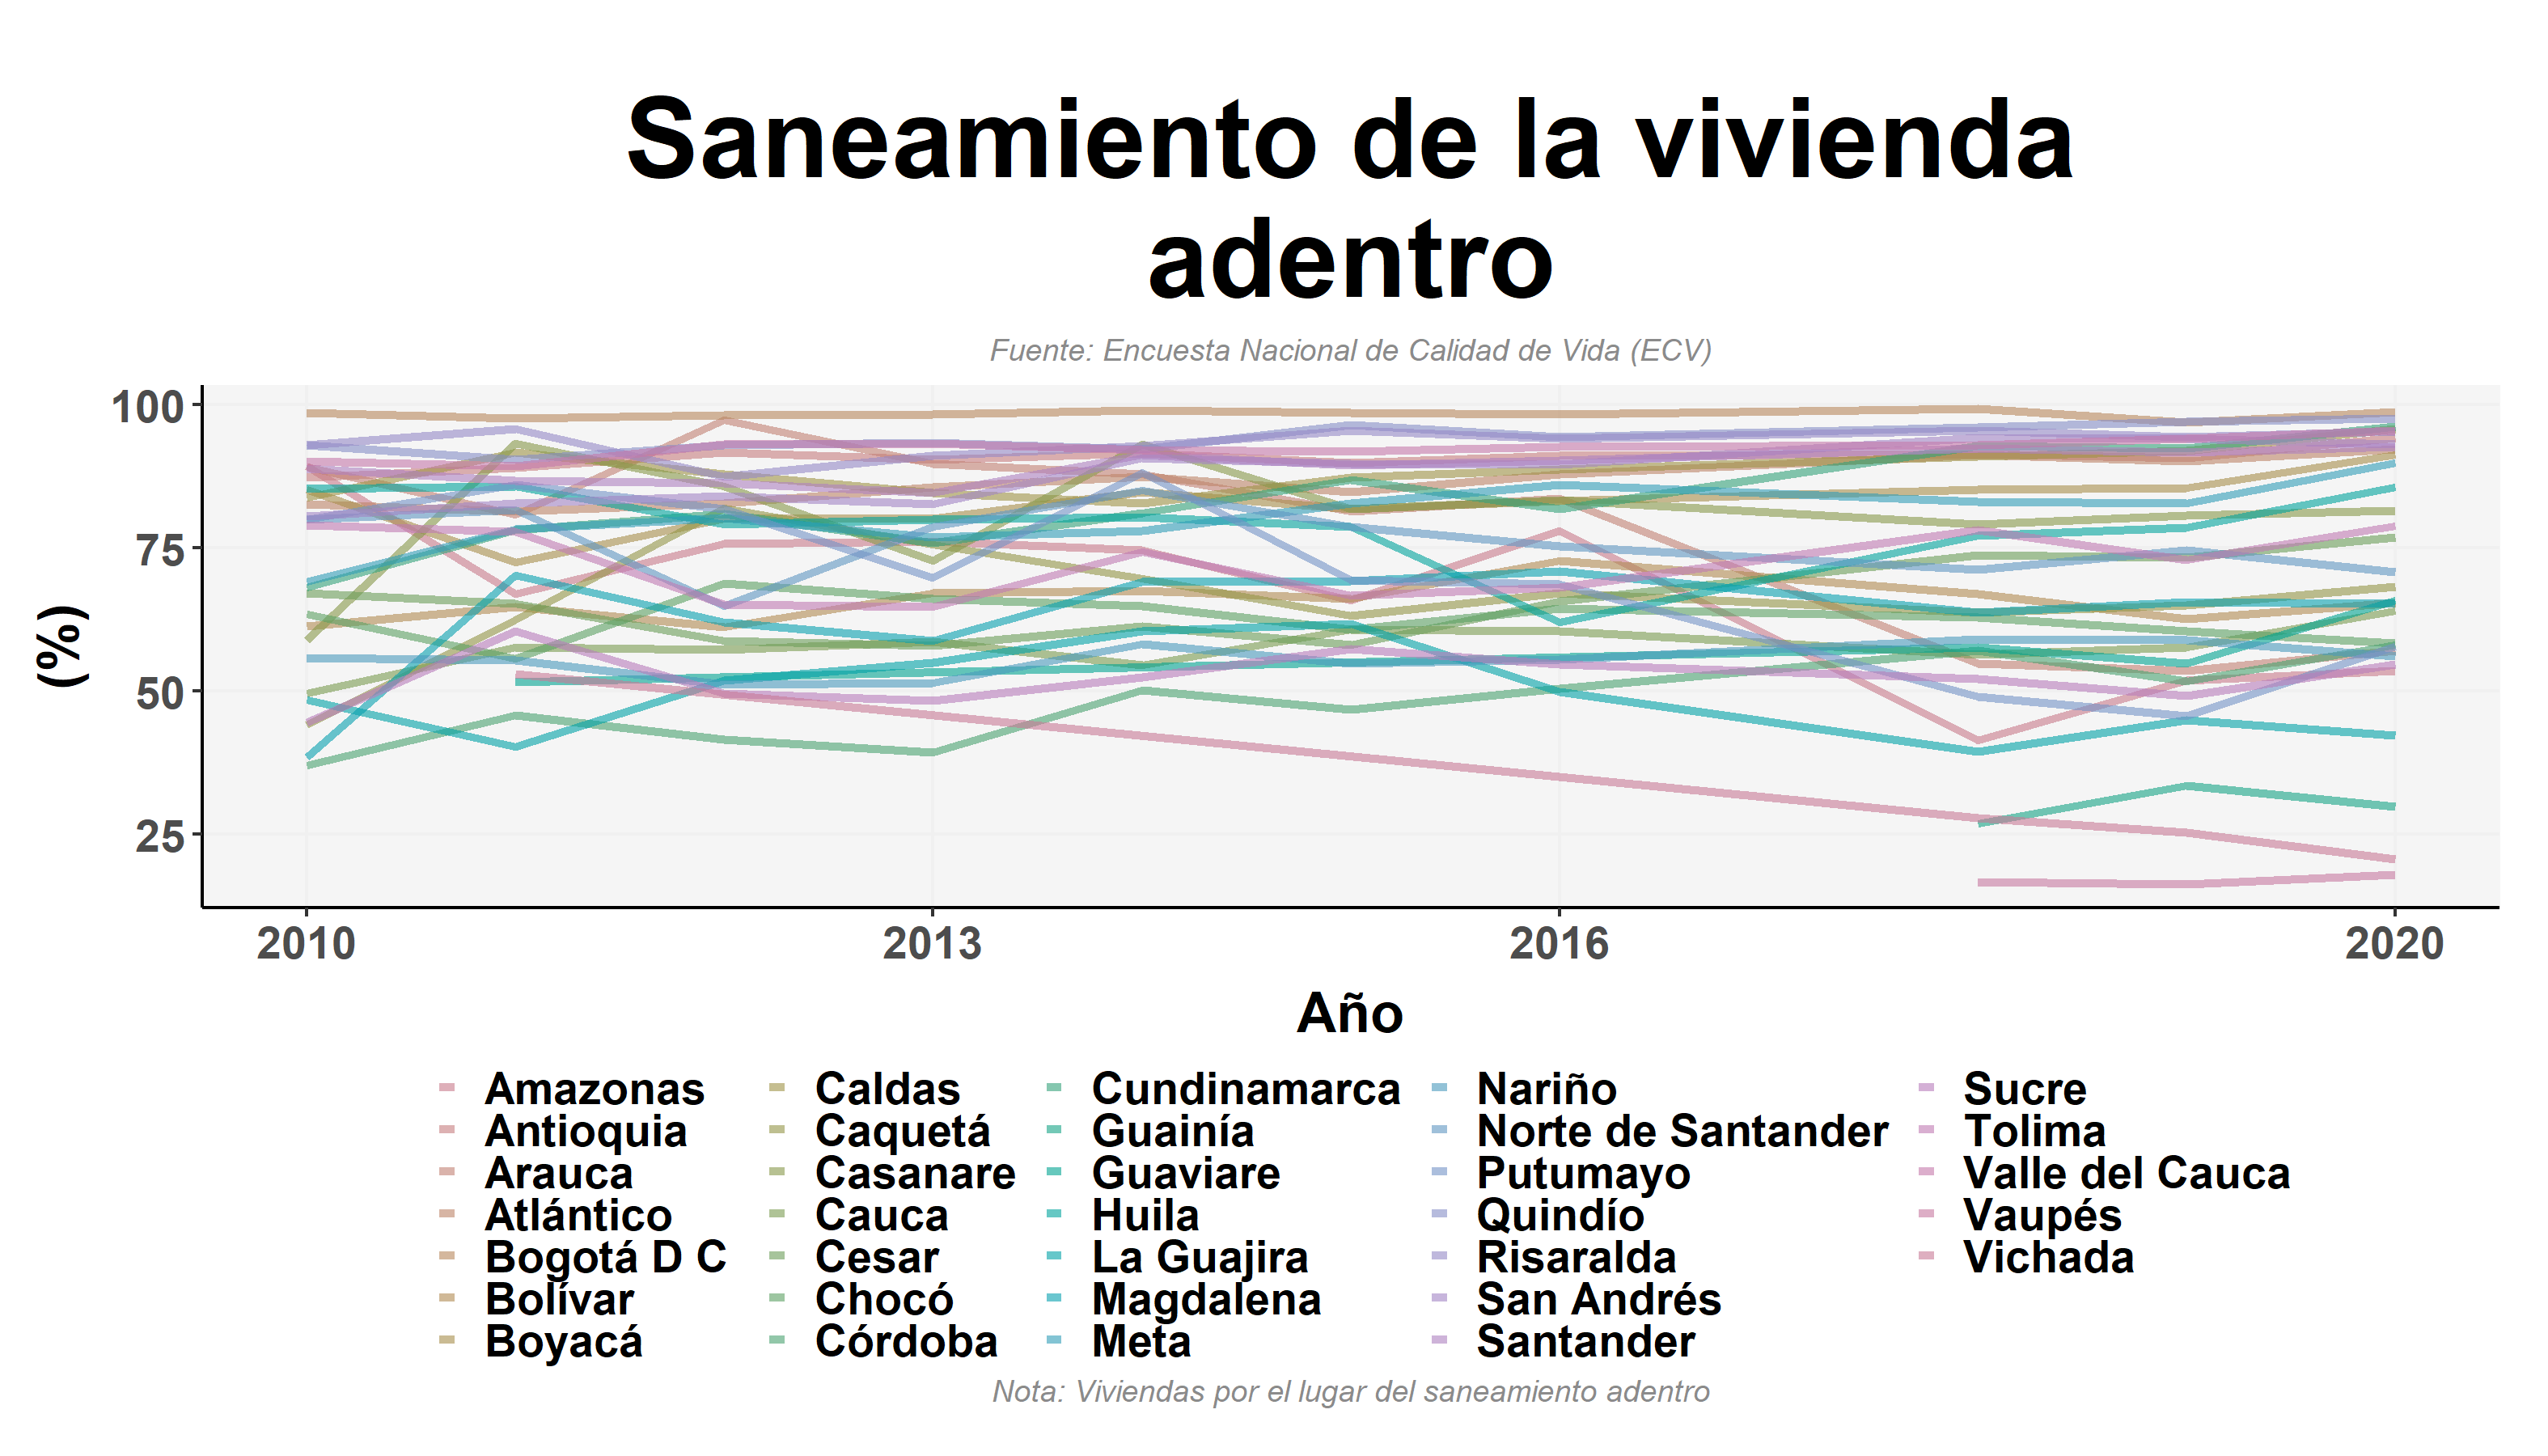 Saneamiento de la vivienda
adentro
Fuente: Encuesta Nacional de Calidad de Vida (ECV)
100
75
50
25
(%)
2010 2013 2016 2020
Año
Amazonas Caldas Cundinamarca Nariño Sucre
Antioquia Caquetá Guainía Norte de Santander Tolima
Arauca Casanare Guaviare Putumayo Valle del Cauca
Atlántico Cauca Huila Quindío Vaupés
Bogotá D C Cesar La Guajira Risaralda Vichada
Bolívar Chocó Magdalena San Andrés
Boyacá Córdoba Meta Santander
Nota: Viviendas por el lugar del saneamiento adentro